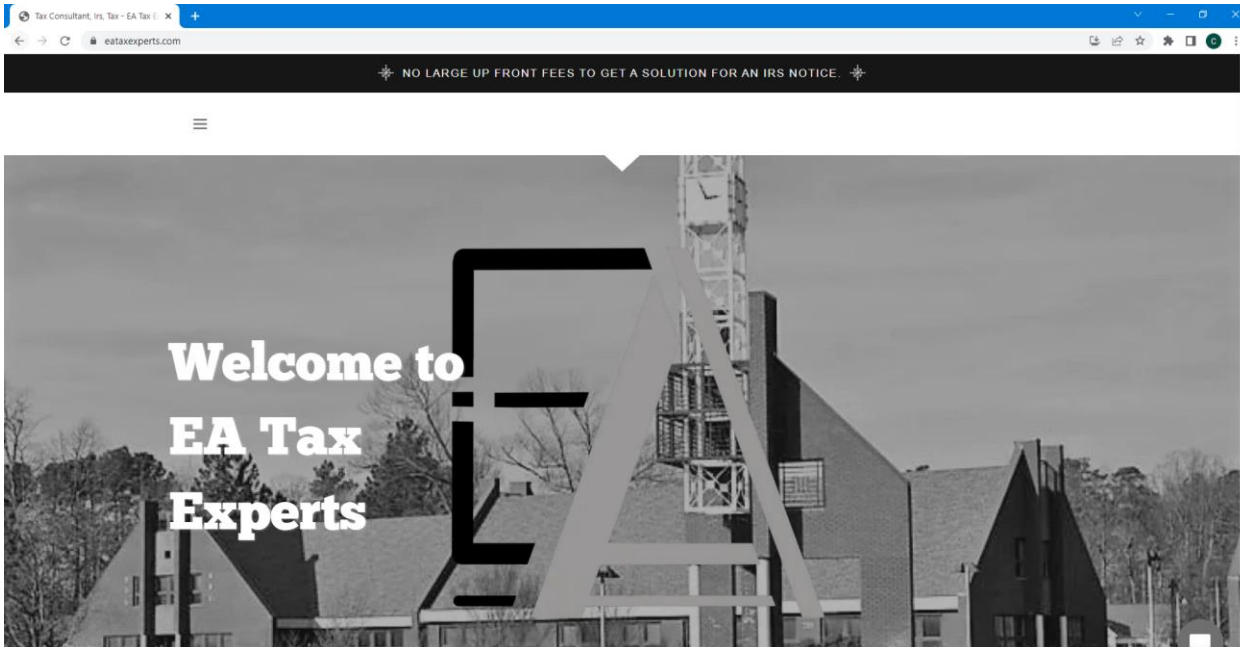 Tax Consultant, Irs, Tax - EA Tax E
eataxexperts.com
C
NO LARGE UP FRONT FEES TO GET A SOLUTION FOR AN IRS NOTICE.
EA
Welcome to
EA Tax
Experts